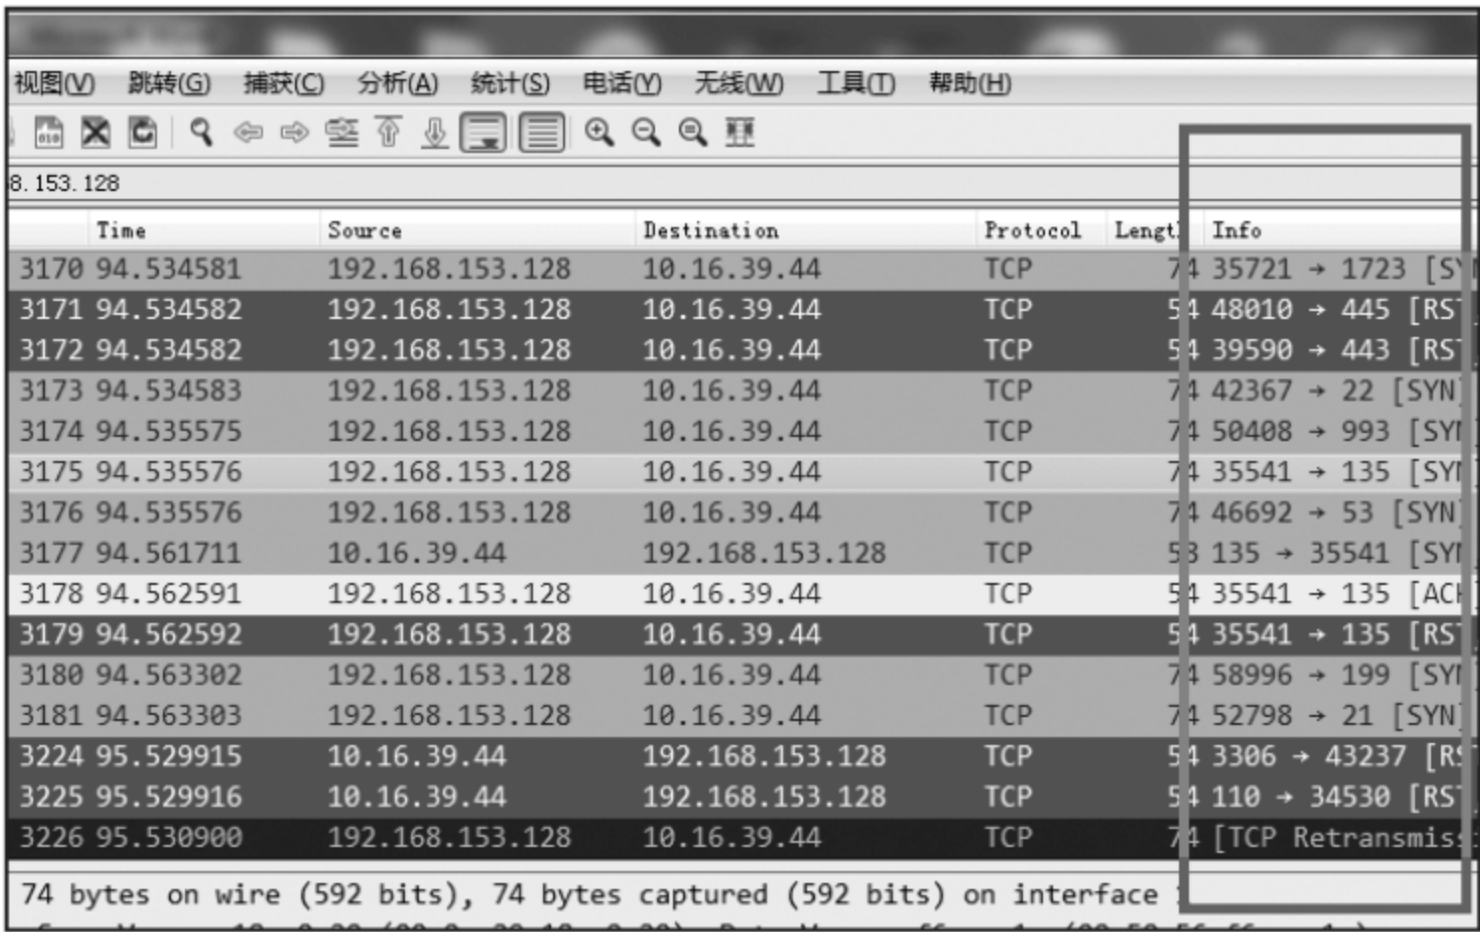 视图(V) 跳转(G) 捕获(C) 分析(A) 统计(S) 电话(Y) 无线(W) 工具(T) 帮助(H)
8.153.128
Time Source Destination Protocol Lengt Info
3170 94.534581 192.168.153.128 10.16.39.44 TCP 74 35721 → 1723 [SY
3171 94.534582 192.168.153.128 10.16.39.44 TCP 54 48010 → 445 [RST
3172 94.534582 192.168.153.128 10.16.39.44 TCP 54 39590 → 443 [RST
3173 94.534583 192.168.153.128 10.16.39.44 TCP 74 42367 → 22 [SYN]
3174 94.535575 192.168.153.128 10.16.39.44 TCP 74 50408 → 993 [SYN
3175 94.535576 192.168.153.128 10.16.39.44 TCP 74 35541 → 135 [SYN
3176 94.535576 192.168.153.128 10.16.39.44 TCP 74 46692 → 53 [SYN]
3177 94.561711 10.16.39.44 192.168.153.128 TCP 58 135 → 35541 [SYN
3178 94.562591 192.168.153.128 10.16.39.44 TCP 54 35541 → 135 [ACK
3179 94.562592 192.168.153.128 10.16.39.44 TCP 54 35541 → 135 [RST
3180 94.563302 192.168.153.128 10.16.39.44 TCP 74 58996 → 199 [SYN
3181 94.563303 192.168.153.128 10.16.39.44 TCP 74 52798 → 21 [SYN]
3224 95.529915 10.16.39.44 192.168.153.128 TCP 54 3306 → 43237 [RS
3225 95.529916 10.16.39.44 192.168.153.128 TCP 54 110 → 34530 [RST
3226 95.530900 192.168.153.128 10.16.39.44 TCP 74 [TCP Retransmiss
74 bytes on wire (592 bits), 74 bytes captured (592 bits) on interface